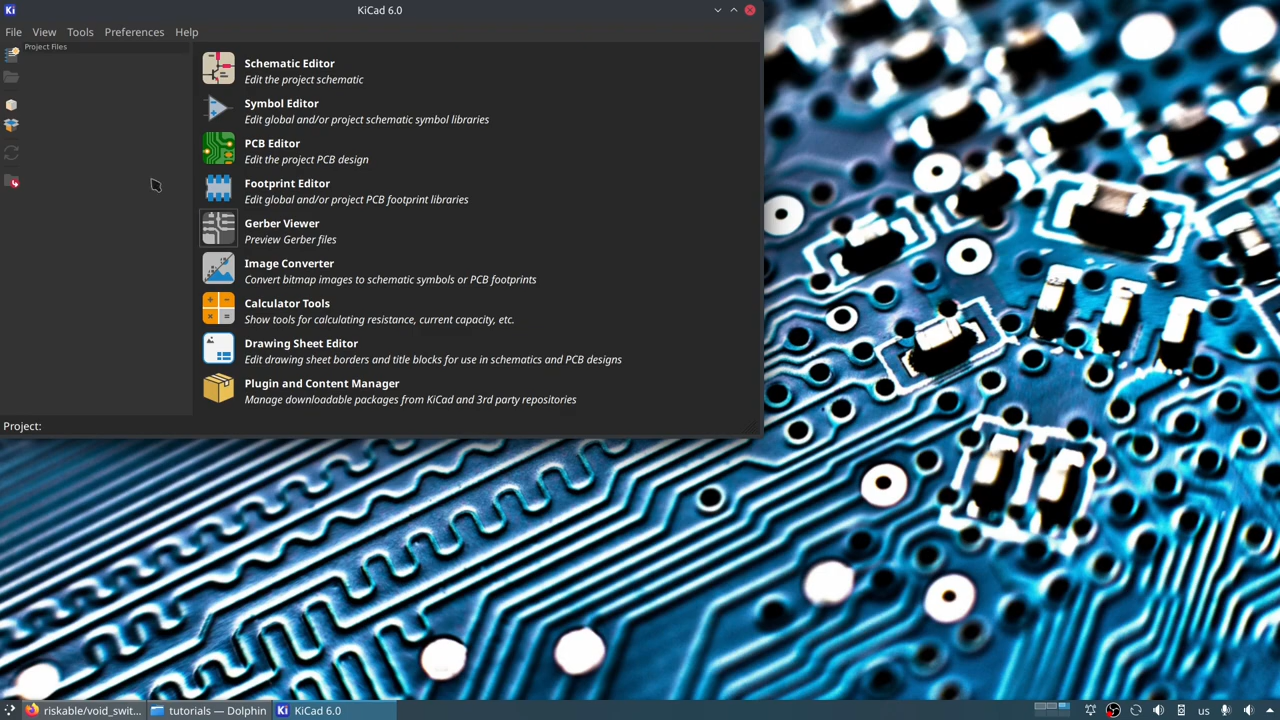 Ki
KiCad 6.0
File View Tools Preferences Help
Project Files
Schematic Editor
Edit the project schematic
Symbol Editor
Edit global and/or project schematic symbol libraries
PCB Editor
Edit the project PCB design
Footprint Editor
Edit global and/or project PCB footprint libraries
Gerber Viewer
Preview Gerber files
Image Converter
Convert bitmap images to schematic symbols or PCB footprints
Calculator Tools
Show tools for calculating resistance, current capacity, etc.
Drawing Sheet Editor
Edit drawing sheet borders and title blocks for use in schematics and PCB designs
Plugin and Content Manager
Manage downloadable packages from KiCad and 3rd party repositories
Project:
riskable/void_swit... tutorials — Dolphin Ki KiCad 6.0 us